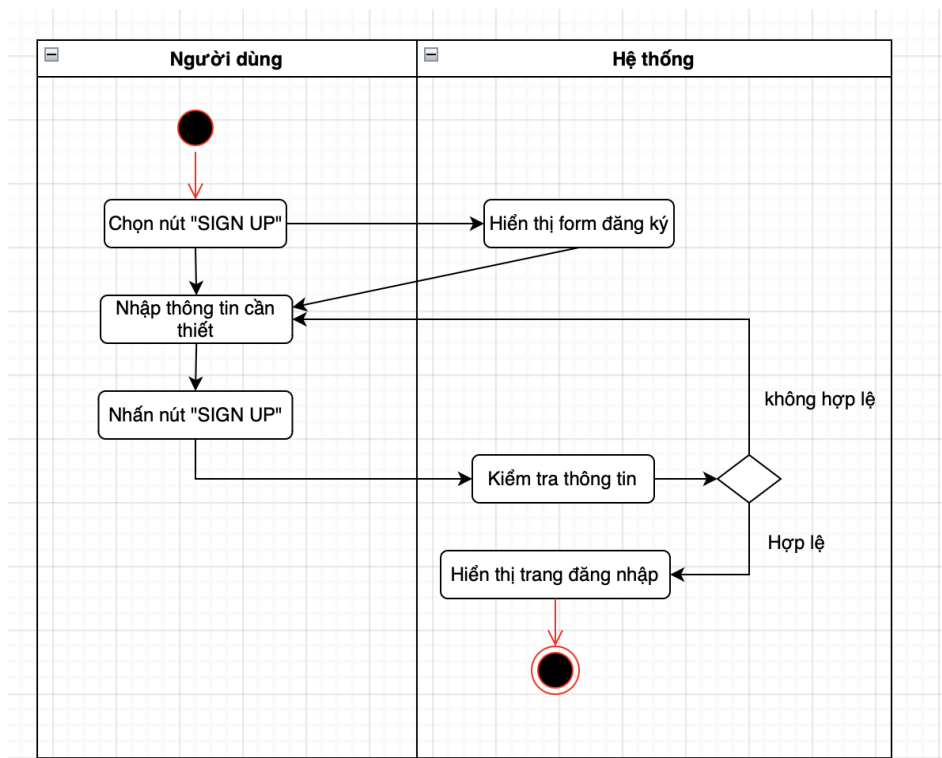 Người dùng
Hệ thống
Chọn nút "SIGN UP"
Hiển thị form đăng ký
Nhập thông tin cần
thiết
không hợp lệ
Nhấn nút "SIGN UP"
Kiểm tra thông tin
Hợp lệ
Hiển thị trang đăng nhập